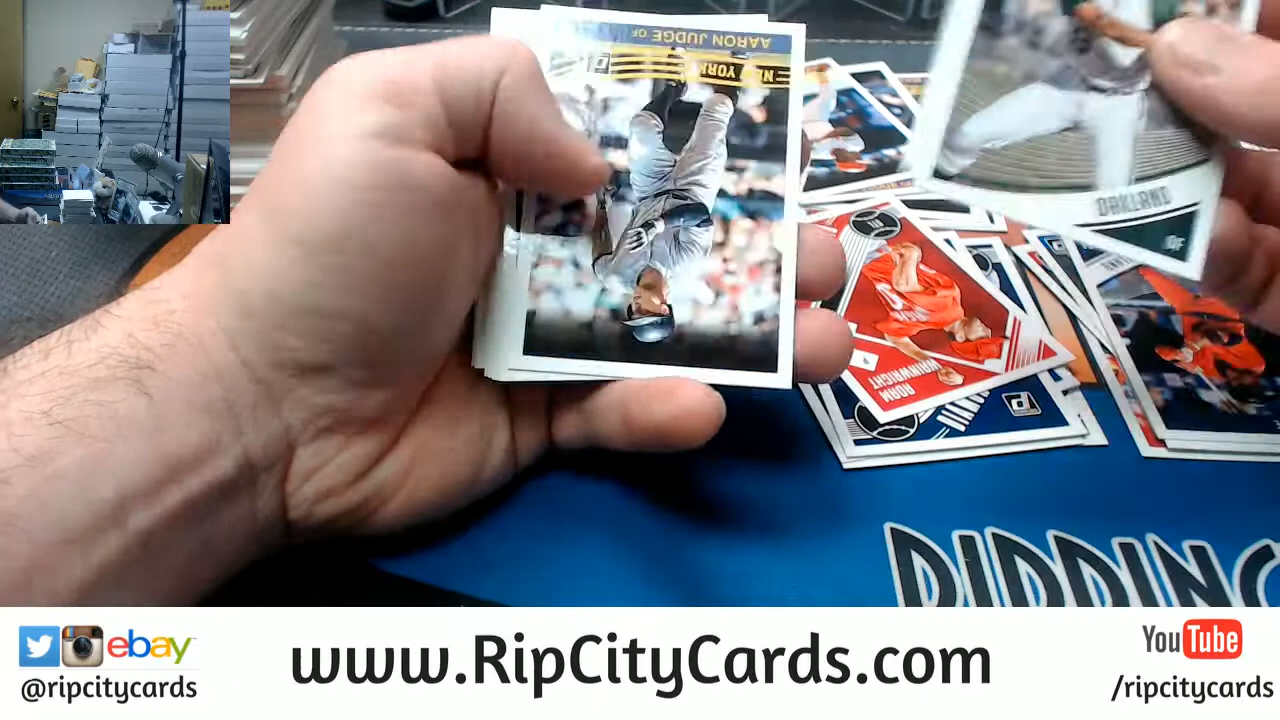 AARON JUDGE OF
NEW YORK
OAKLAND
OF
ADAM
WAINWRIGHT
www.RipCityCards.com
ebay
@ripcitycards
YouTube
/ripcitycards